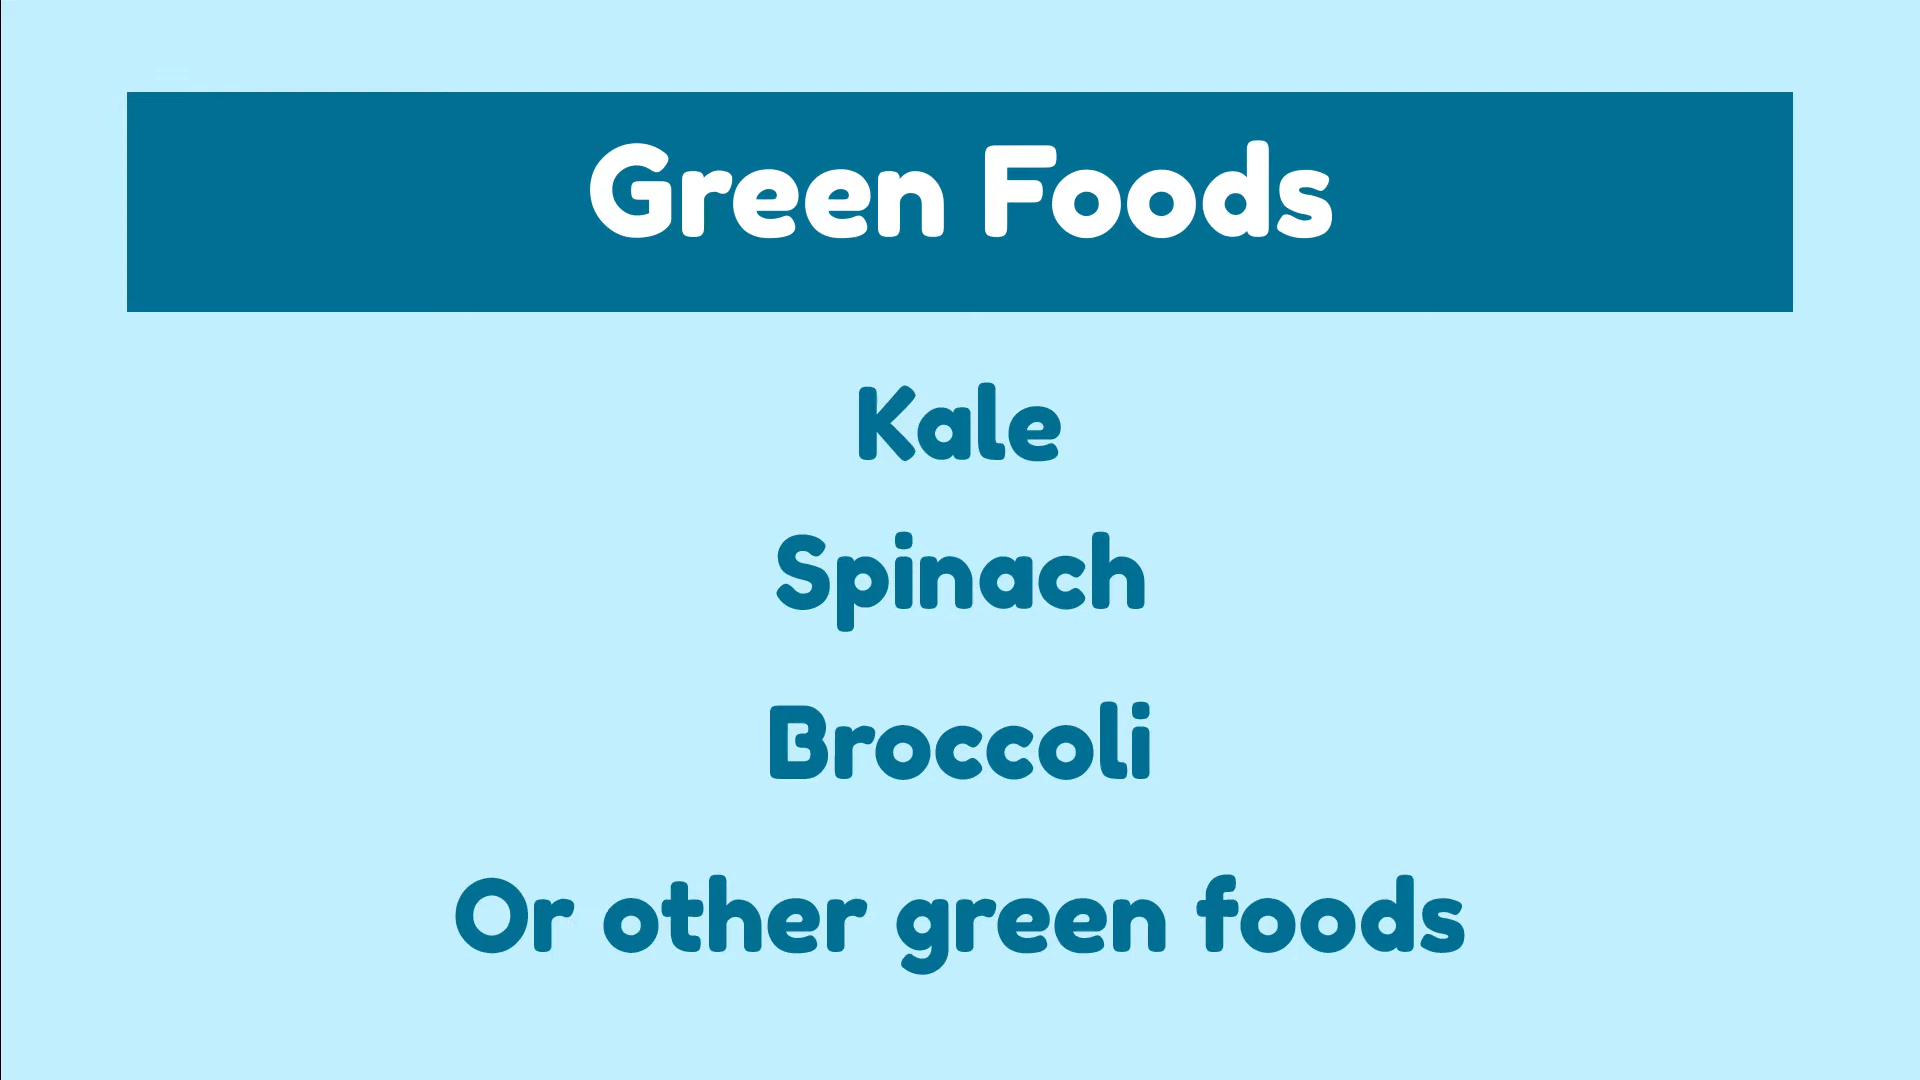 Green Foods
Kale
Spinach
Broccoli
Or other green foods